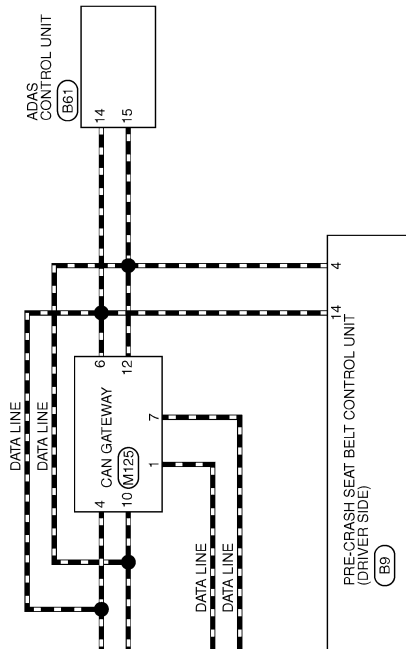 ADAS
CONTROL UNIT
B61
14
15
4
14
6
12
DATA LINE
DATA LINE
CAN GATEWAY
M125
7
1
4
10
DATA LINE
DATA LINE
PRE-CRASH SEAT BELT CONTROL UNIT
(DRIVER SIDE)
B9